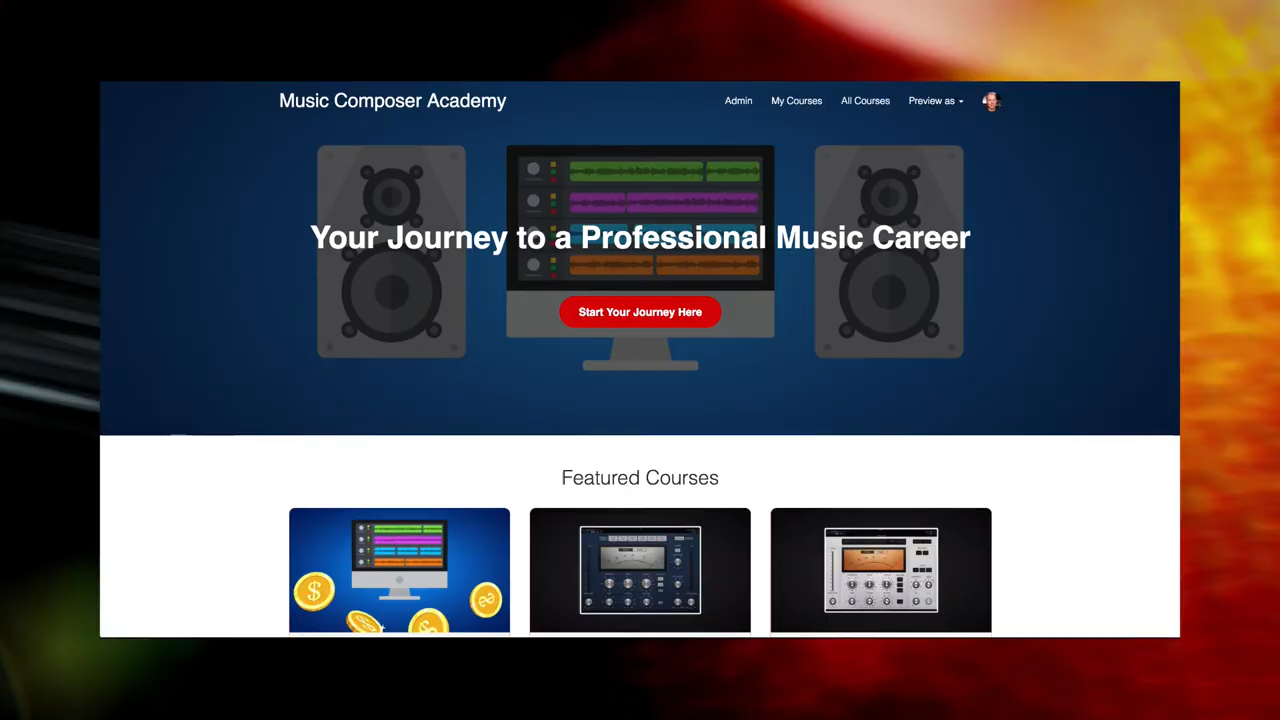 Music Composer Academy
Admin
My Courses
All Courses
Preview as
Your Journey to a Professional Music Career
Start Your Journey Here
Featured Courses